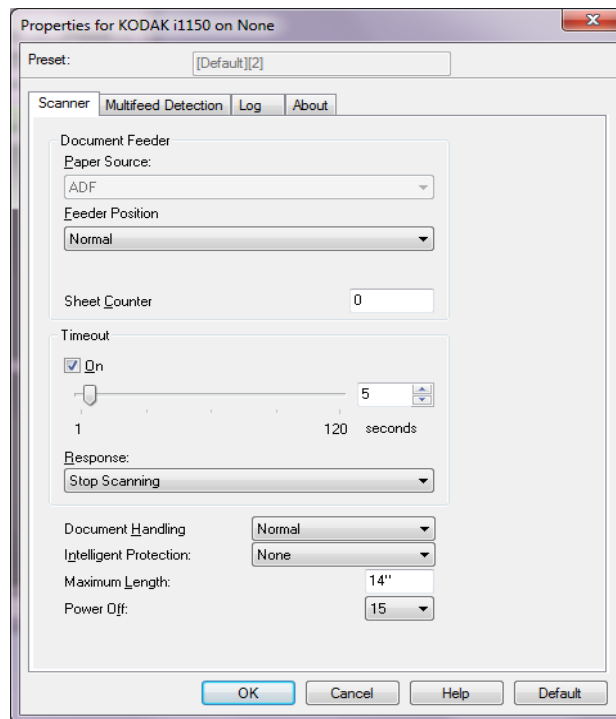 Properties for KODAK i1150 on None
Preset: [Default][2]
Scanner Multifeed Detection Log About
Document Feeder
Paper Source:
ADF
Feeder Position
Normal
Sheet Counter 0
Timeout
On
5
1 120 seconds
Response:
Stop Scanning
Document Handling Normal
Intelligent Protection: None
Maximum Length: 14"
Power Off: 15
OK Cancel Help Default